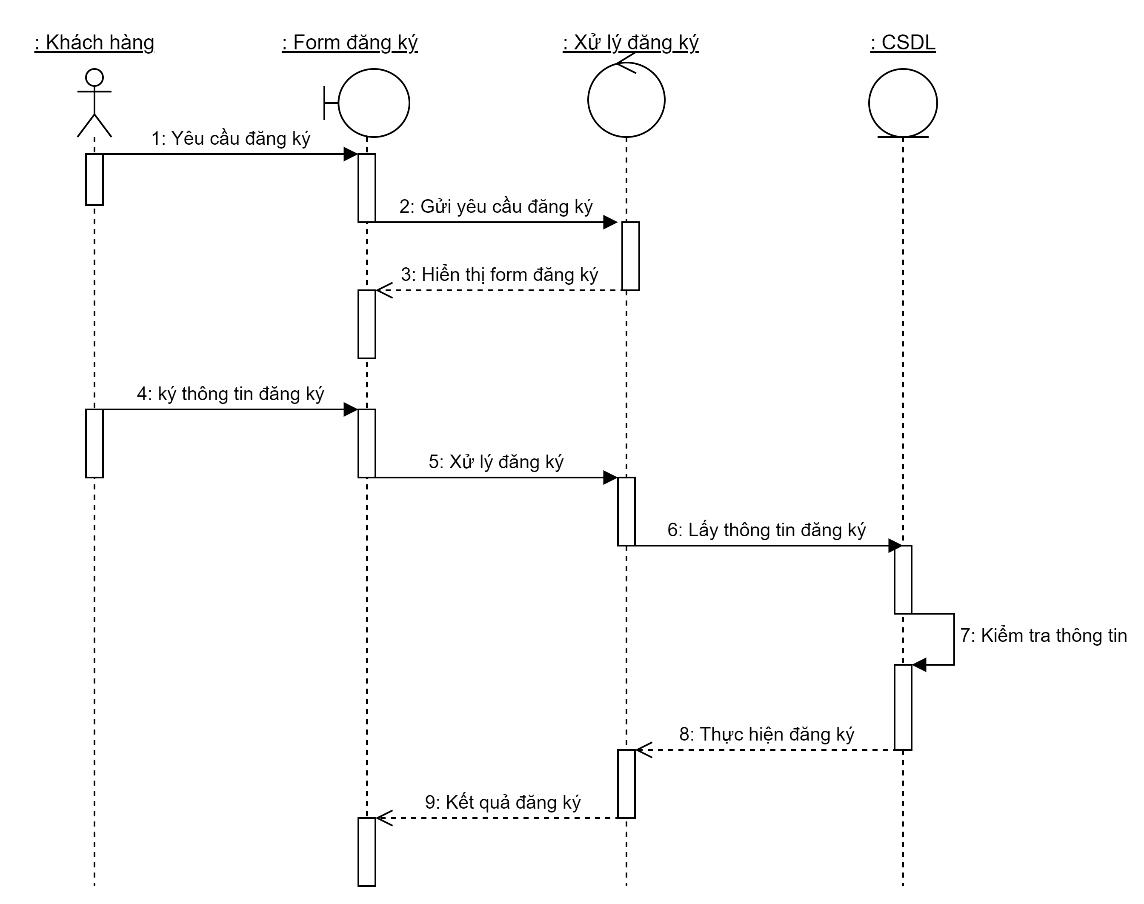 : Khách hàng
: Form đăng ký
: Xử lý đăng ký
: CSDL
1: Yêu cầu đăng ký
2: Gửi yêu cầu đăng ký
3: Hiển thị form đăng ký
4: ký thông tin đăng ký
5: Xử lý đăng ký
6: Lấy thông tin đăng ký
7: Kiểm tra thông tin
8: Thực hiện đăng ký
9: Kết quả đăng ký